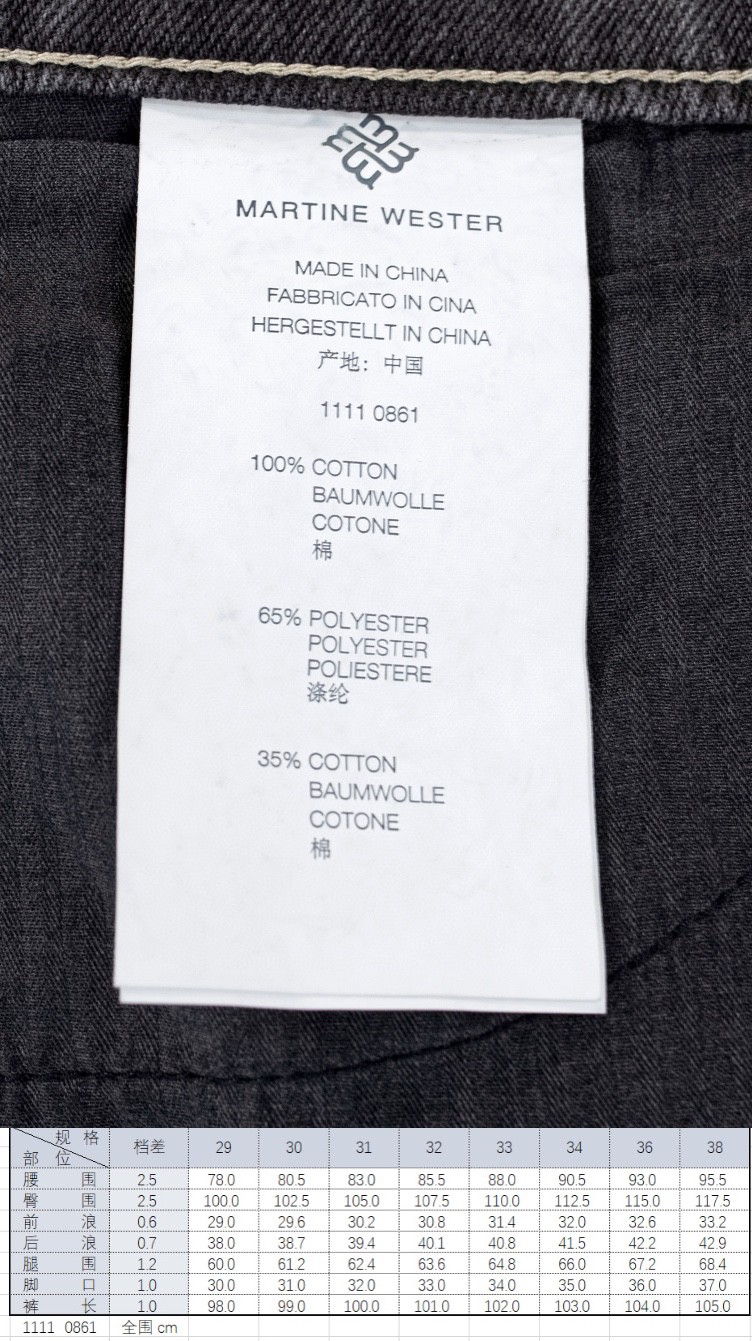 MARTINE WESTER
MADE IN CHINA
FABBRICATO IN CINA
HERGESTELLT IN CHINA
产地：中国
1111 0861
100% COTTON
BAUMWOLLE
COTONE
棉
65% POLYESTER
POLYESTER
POLIESTERE
涤纶
35% COTTON
BAUMWOLLE
COTONE
棉
规格
部位 档差 29 30 31 32 33 34 36 38
腰围 2.5 78.0 80.5 83.0 85.5 88.0 90.5 93.0 95.5
臀围 2.5 100.0 102.5 105.0 107.5 110.0 112.5 115.0 117.5
前浪 0.6 29.0 29.6 30.2 30.8 31.4 32.0 32.6 33.2
后浪 0.7 38.0 38.7 39.4 40.1 40.8 41.5 42.2 42.9
腿围 1.2 60.0 61.2 62.4 63.6 64.8 66.0 67.2 68.4
脚口 1.0 30.0 31.0 32.0 33.0 34.0 35.0 36.0 37.0
裤长 1.0 98.0 99.0 100.0 101.0 102.0 103.0 104.0 105.0
1111 0861 全围 cm